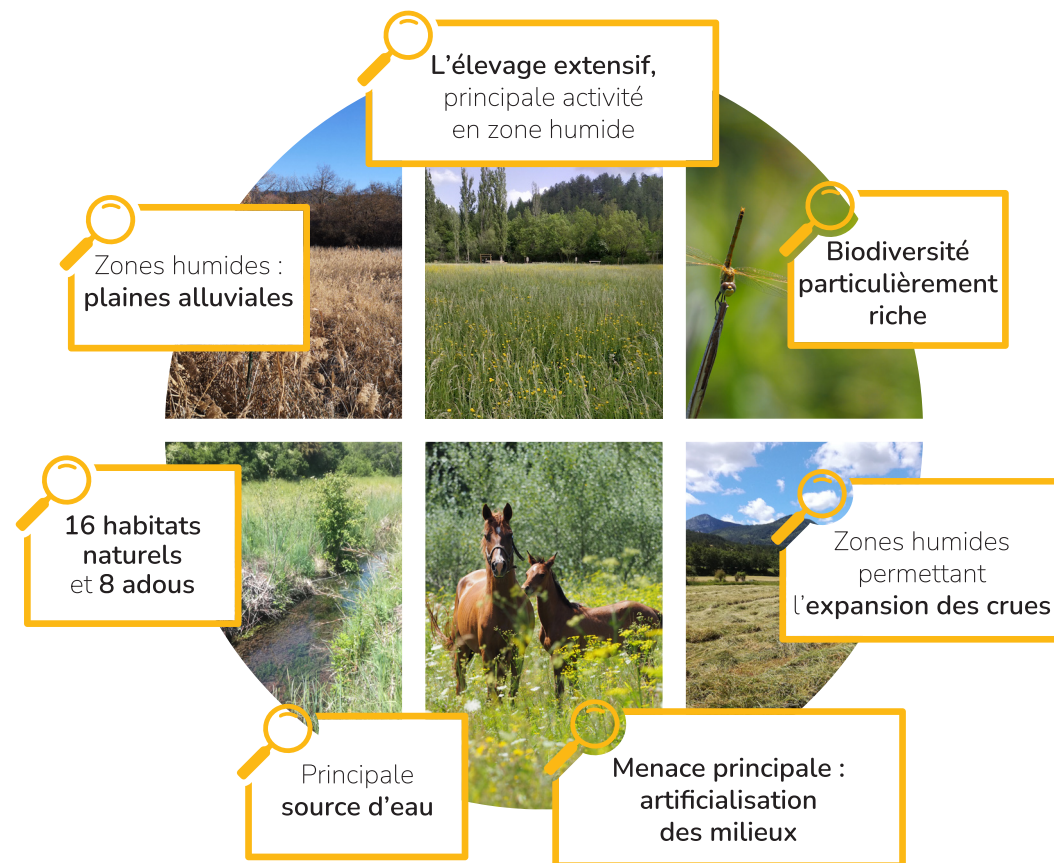 L’élevage extensif,
principale activité
en zone humide
Zones humides :
plaines alluviales
Biodiversité
particulièrement
riche
16 habitats
naturels
et 8 adous
Zones humides
permettant
l’expansion des crues
Principale
source d’eau
Menace principale :
artificialisation
des milieux